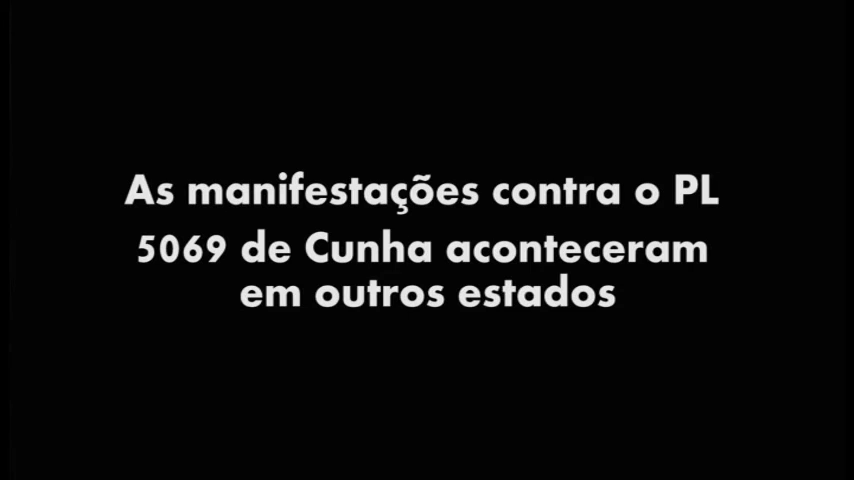 As manifestações contra o PL
5069 de Cunha aconteceram
em outros estados